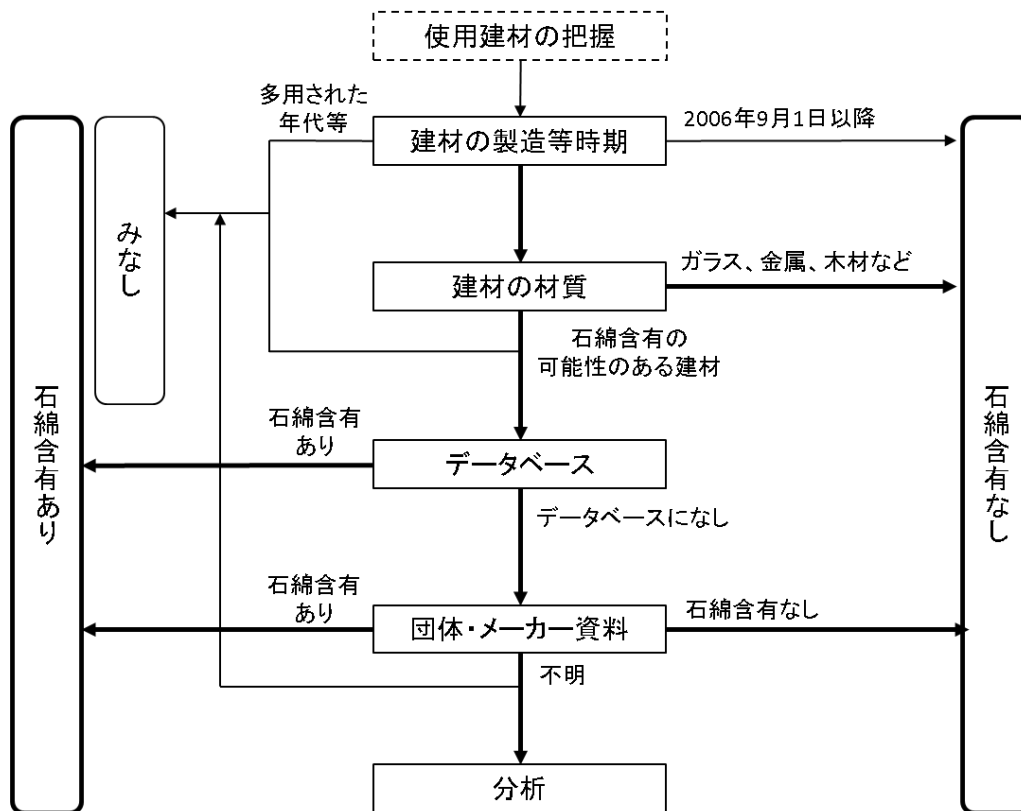 使用建材の把握
多用された
年代等
建材の製造等時期
2006年9月1日以降
みなし
建材の材質
ガラス、金属、木材など
石綿含有の
可能性のある建材
石綿含有あり
石綿含有なし
石綿含有
あり
データベース
データベースになし
石綿含有
あり
団体・メーカー資料
石綿含有なし
不明
分析